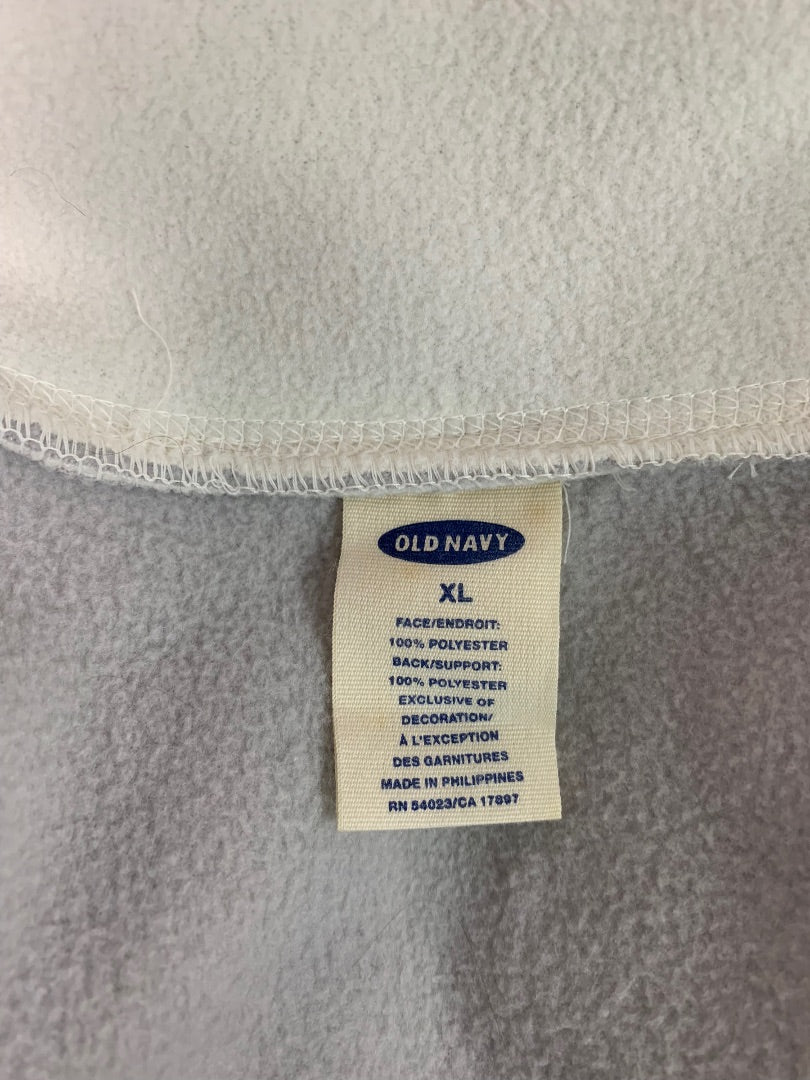 OLD NAVY
XL
FACE/ENDROIT:
100% POLYESTER
BACK/SUPPORT:
100% POLYESTER
EXCLUSIVE OF
DECORATION/
À L'EXCEPTION
DES GARNITURES
MADE IN PHILIPPINES
RN 54023/CA 17897